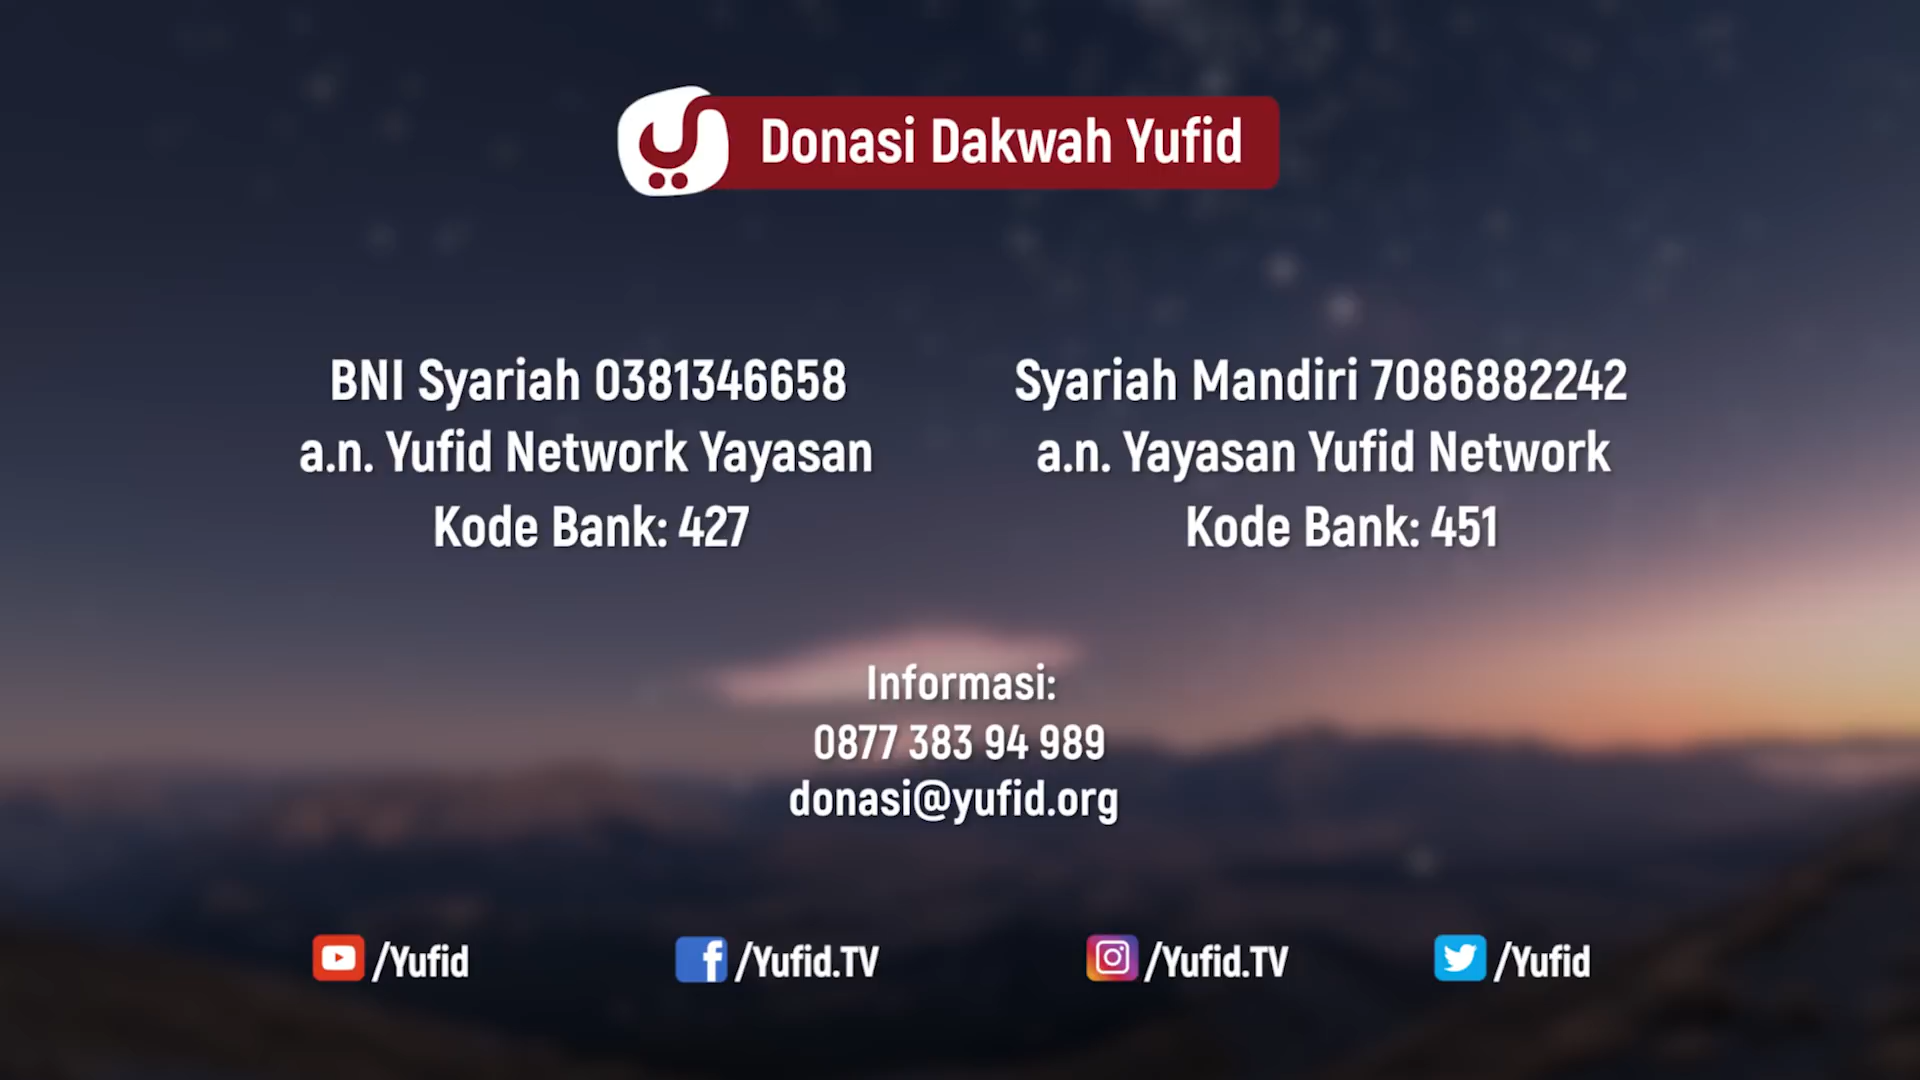 Donasi Dakwah Yufid
BNI Syariah 0381346658
a.n. Yufid Network Yayasan
Kode Bank: 427
Syariah Mandiri 7086882242
a.n. Yayasan Yufid Network
Kode Bank: 451
Informasi:
0877 383 94 989
donasi@yufid.org
/Yufid
/Yufid.TV
/Yufid.TV
/Yufid